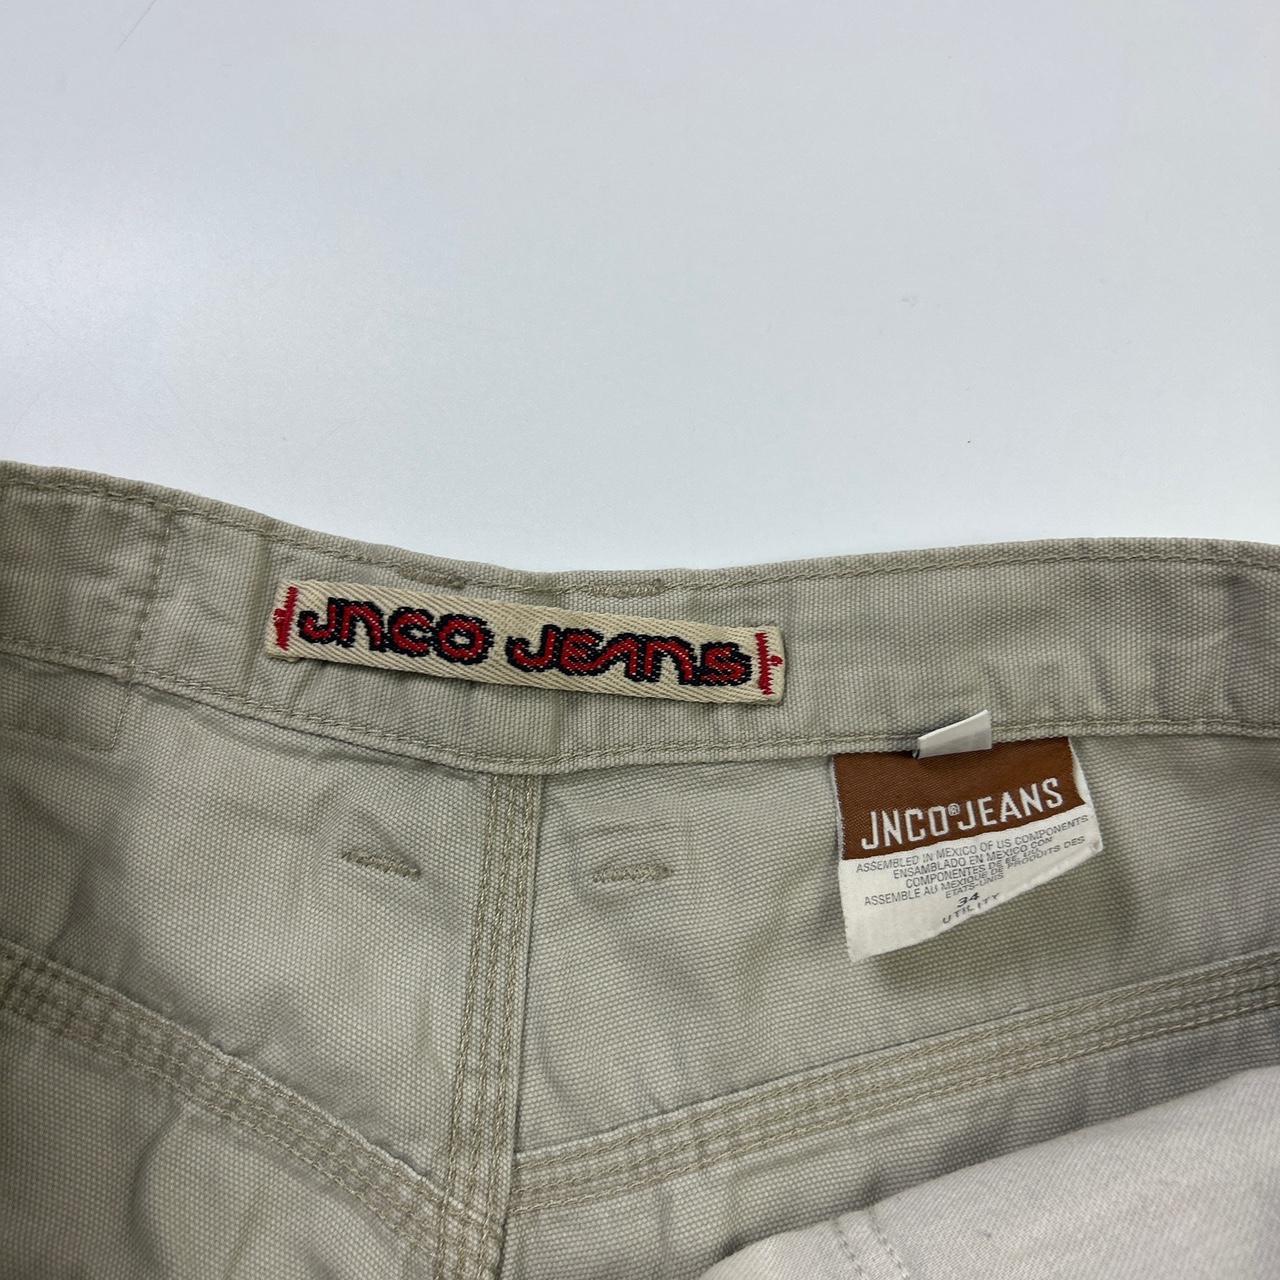 JNCO JEANS
JNCO® JEANS
ASSEMBLED IN MEXICO OF US COMPONENTS
ENSAMBLADO EN MEXICO CON
COMPONENTES DE EE.UU.
ASSEMBLE AU MEXIQUE DE PRODUITS DES
ETATS-UNIS
34
UTILITY